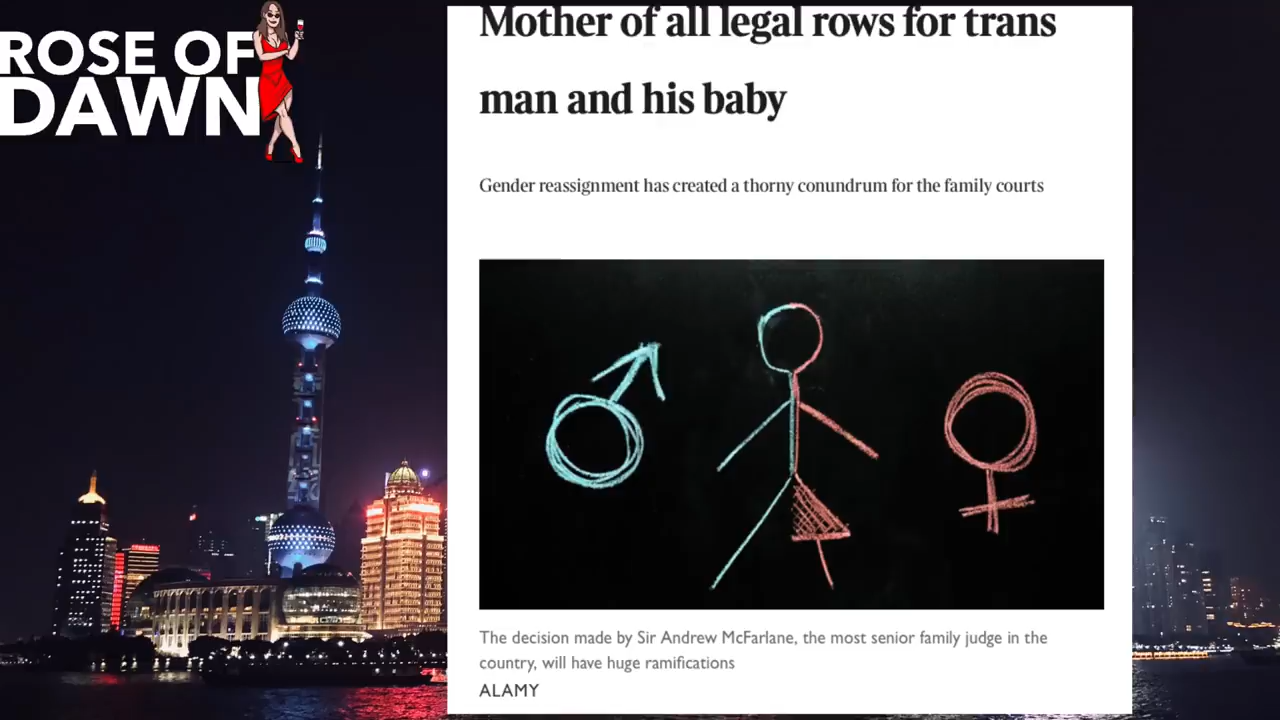 ROSE OF
DAWN
Mother of all legal rows for trans
man and his baby
Gender reassignment has created a thorny conundrum for the family courts
The decision made by Sir Andrew McFarlane, the most senior family judge in the
country, will have huge ramifications
ALAMY